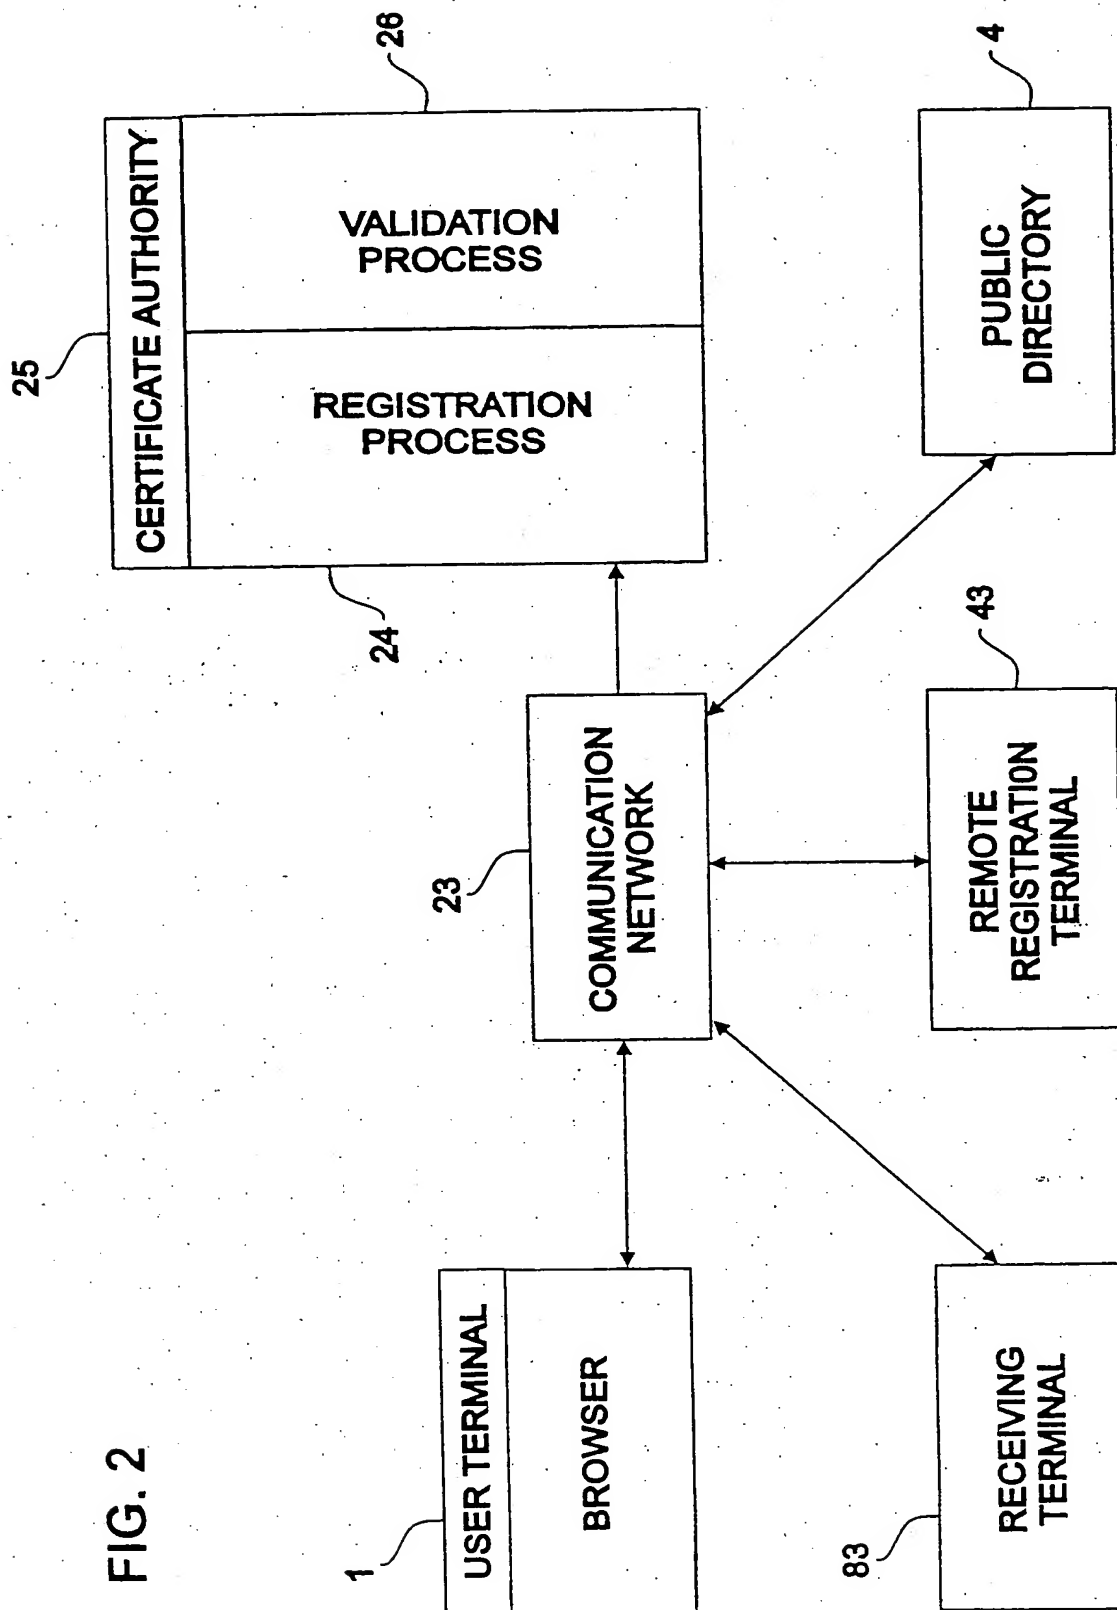 FIG. 2
1
USER TERMINAL
BROWSER
83
RECEIVING
TERMINAL
23
COMMUNICATION
NETWORK
43
REMOTE
REGISTRATION
TERMINAL
25
CERTIFICATE AUTHORITY
24
REGISTRATION
PROCESS
26
VALIDATION
PROCESS
4
PUBLIC
DIRECTORY